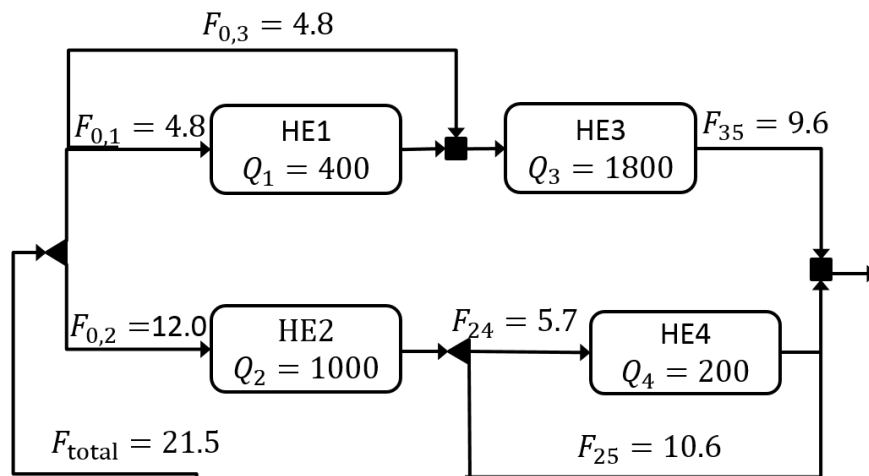 F₀,₃ = 4.8
F₀,₁ = 4.8
HE1
Q₁ = 400
HE3
Q₃ = 1800
F₃₅ = 9.6
F₀,₂ =12.0
HE2
Q₂ = 1000
F₂₄ = 5.7
HE4
Q₄ = 200
F_total = 21.5
F₂₅ = 10.6